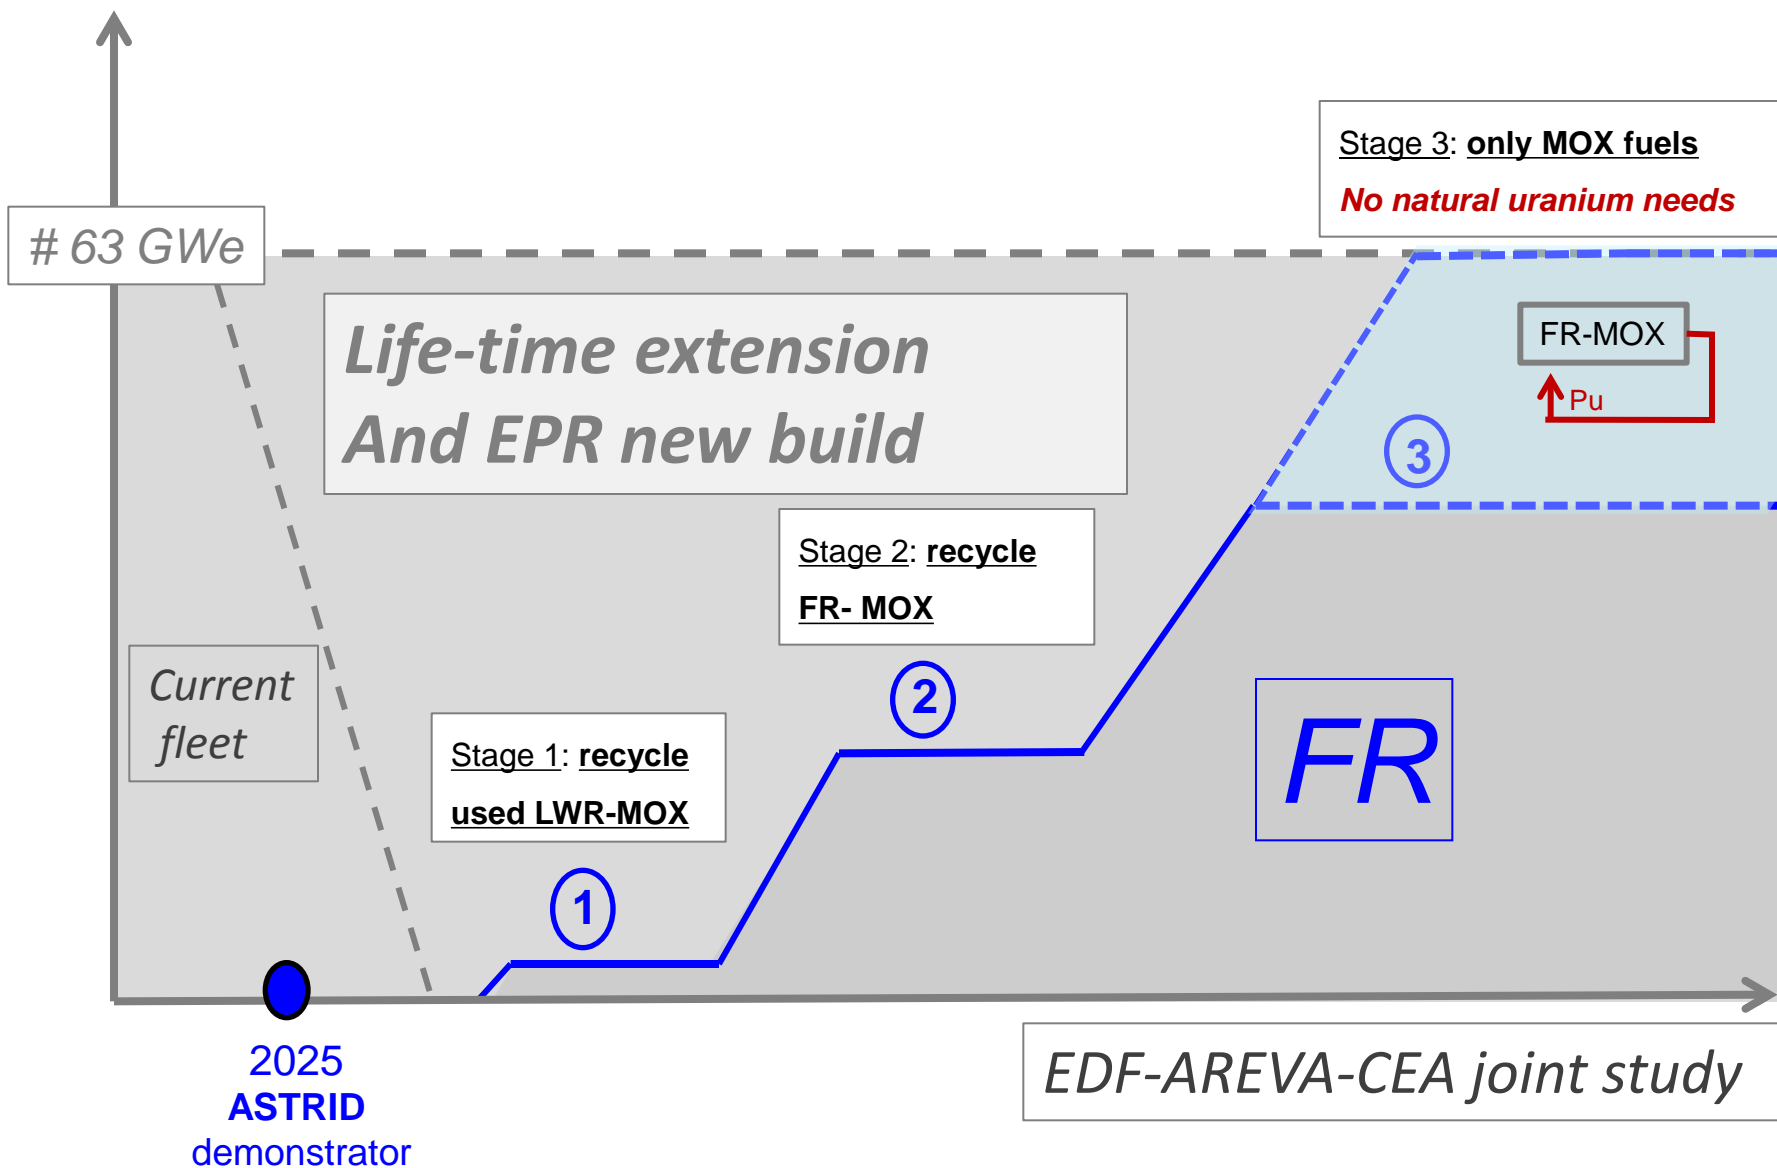 Stage 3: only MOX fuels
No natural uranium needs
# 63 GWe
Life-time extension
And EPR new build
FR-MOX
Pu
3
Stage 2: recycle
FR- MOX
2
Current
fleet
Stage 1: recycle
used LWR-MOX
1
FR
2025
ASTRID
demonstrator
EDF-AREVA-CEA joint study